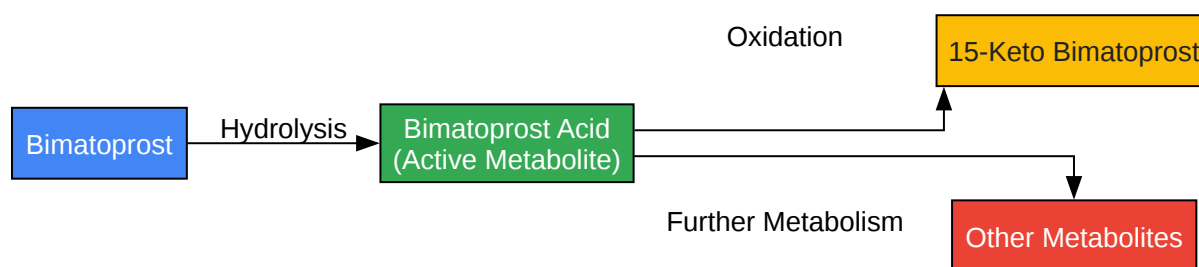 Oxidation
15-Keto Bimatoprost
Bimatoprost
Hydrolysis
Bimatoprost Acid
(Active Metabolite)
Further Metabolism
Other Metabolites